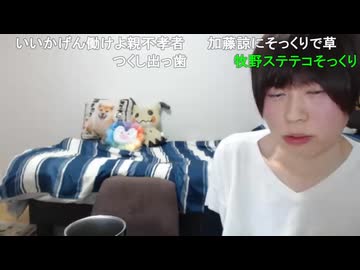 いいかげん働けよ親不孝者　加藤諒にそっくりで草
つくし出っ歯　牧野ステテコそっくり